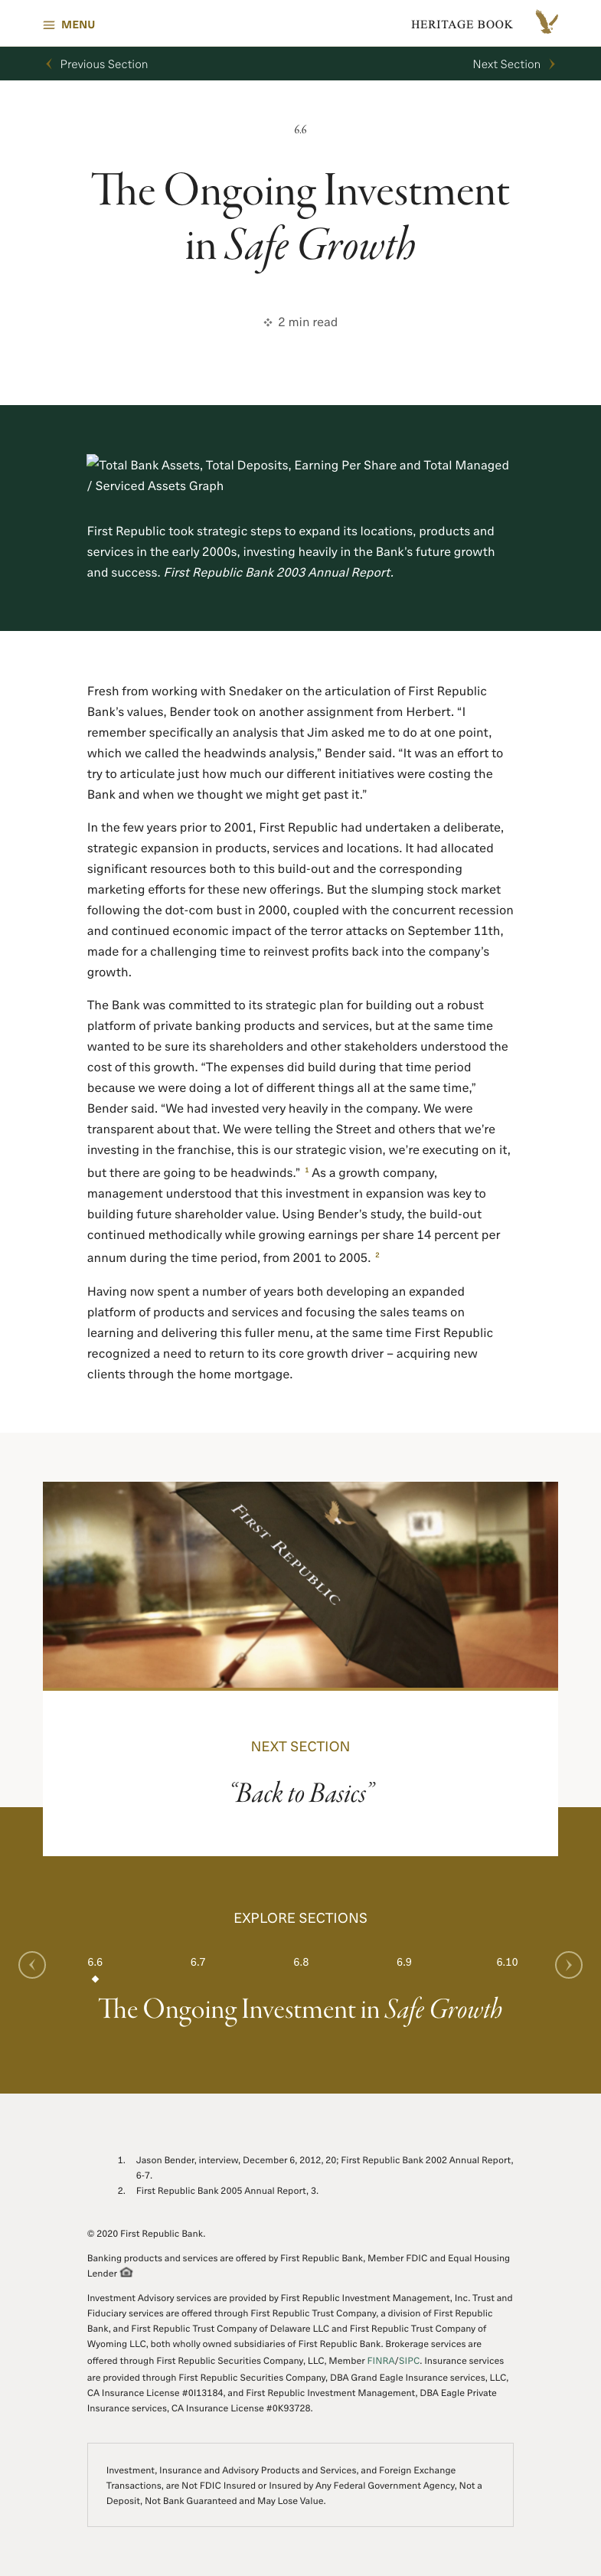 MENU
HERITAGE BOOK
Previous Section
Next Section
6.6
The Ongoing Investment
in Safe Growth
2 min read
Total Bank Assets, Total Deposits, Earning Per Share and Total Managed
/ Serviced Assets Graph
First Republic took strategic steps to expand its locations, products and
services in the early 2000s, investing heavily in the Bank’s future growth
and success. First Republic Bank 2003 Annual Report.
Fresh from working with Snedaker on the articulation of First Republic
Bank’s values, Bender took on another assignment from Herbert. “I
remember specifically an analysis that Jim asked me to do at one point,
which we called the headwinds analysis,” Bender said. “It was an effort to
try to articulate just how much our different initiatives were costing the
Bank and when we thought we might get past it.”
In the few years prior to 2001, First Republic had undertaken a deliberate,
strategic expansion in products, services and locations. It had allocated
significant resources both to this build-out and the corresponding
marketing efforts for these new offerings. But the slumping stock market
following the dot-com bust in 2000, coupled with the concurrent recession
and continued economic impact of the terror attacks on September 11th,
made for a challenging time to reinvest profits back into the company’s
growth.
The Bank was committed to its strategic plan for building out a robust
platform of private banking products and services, but at the same time
wanted to be sure its shareholders and other stakeholders understood the
cost of this growth. “The expenses did build during that time period
because we were doing a lot of different things all at the same time,”
Bender said. “We had invested very heavily in the company. We were
transparent about that. We were telling the Street and others that we’re
investing in the franchise, this is our strategic vision, we’re executing on it,
but there are going to be headwinds.” 1 As a growth company,
management understood that this investment in expansion was key to
building future shareholder value. Using Bender’s study, the build-out
continued methodically while growing earnings per share 14 percent per
annum during the time period, from 2001 to 2005. 2
Having now spent a number of years both developing an expanded
platform of products and services and focusing the sales teams on
learning and delivering this fuller menu, at the same time First Republic
recognized a need to return to its core growth driver – acquiring new
clients through the home mortgage.
FIRST REPUBLIC
NEXT SECTION
“Back to Basics”
EXPLORE SECTIONS
6.6 6.7 6.8 6.9 6.10
The Ongoing Investment in Safe Growth
1. Jason Bender, interview, December 6, 2012, 20; First Republic Bank 2002 Annual Report,
6-7.
2. First Republic Bank 2005 Annual Report, 3.
© 2020 First Republic Bank.
Banking products and services are offered by First Republic Bank, Member FDIC and Equal Housing
Lender
Investment Advisory services are provided by First Republic Investment Management, Inc. Trust and
Fiduciary services are offered through First Republic Trust Company, a division of First Republic
Bank, and First Republic Trust Company of Delaware LLC and First Republic Trust Company of
Wyoming LLC, both wholly owned subsidiaries of First Republic Bank. Brokerage services are
offered through First Republic Securities Company, LLC, Member FINRA/SIPC. Insurance services
are provided through First Republic Securities Company, DBA Grand Eagle Insurance services, LLC,
CA Insurance License #0I13184, and First Republic Investment Management, DBA Eagle Private
Insurance services, CA Insurance License #0K93728.
Investment, Insurance and Advisory Products and Services, and Foreign Exchange
Transactions, are Not FDIC Insured or Insured by Any Federal Government Agency, Not a
Deposit, Not Bank Guaranteed and May Lose Value.